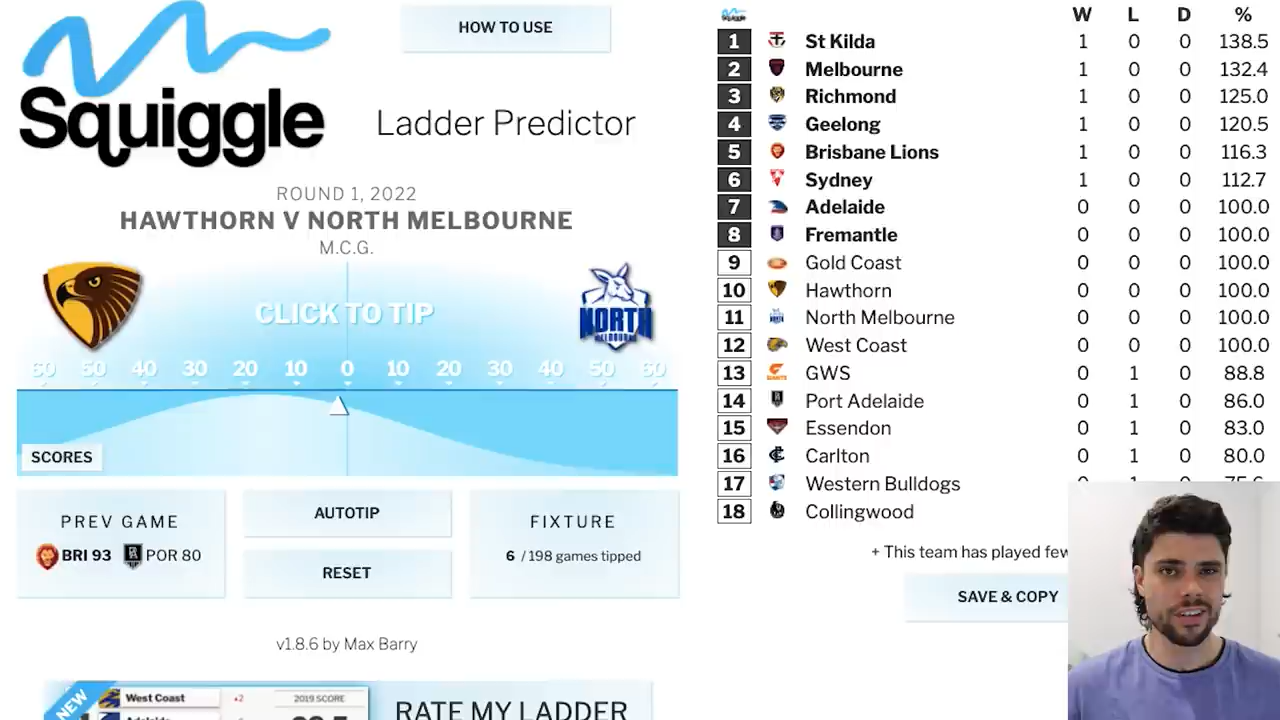 Squiggle
HOW TO USE
Ladder Predictor
ROUND 1, 2022
HAWTHORN V NORTH MELBOURNE
M.C.G.
CLICK TO TIP
NORTH
MELBOURNE
60 50 40 30 20 10 0 10 20 30 40 50 60
SCORES
PREV GAME
BRI 93 POR 80
AUTOTIP
RESET
FIXTURE
6 / 198 games tipped
v1.8.6 by Max Barry
NEW
West Coast +2
2019 SCORE
RATE MY LADDER
Squiggle W L D %
1 St Kilda 1 0 0 138.5
2 Melbourne 1 0 0 132.4
3 Richmond 1 0 0 125.0
4 Geelong 1 0 0 120.5
5 Brisbane Lions 1 0 0 116.3
6 Sydney 1 0 0 112.7
7 Adelaide 0 0 0 100.0
8 Fremantle 0 0 0 100.0
9 Gold Coast 0 0 0 100.0
10 Hawthorn 0 0 0 100.0
11 North Melbourne 0 0 0 100.0
12 West Coast 0 0 0 100.0
13 GWS 0 1 0 88.8
14 Port Adelaide 0 1 0 86.0
15 Essendon 0 1 0 83.0
16 Carlton 0 1 0 80.0
17 Western Bulldogs
18 Collingwood
+ This team has played few
SAVE & COPY